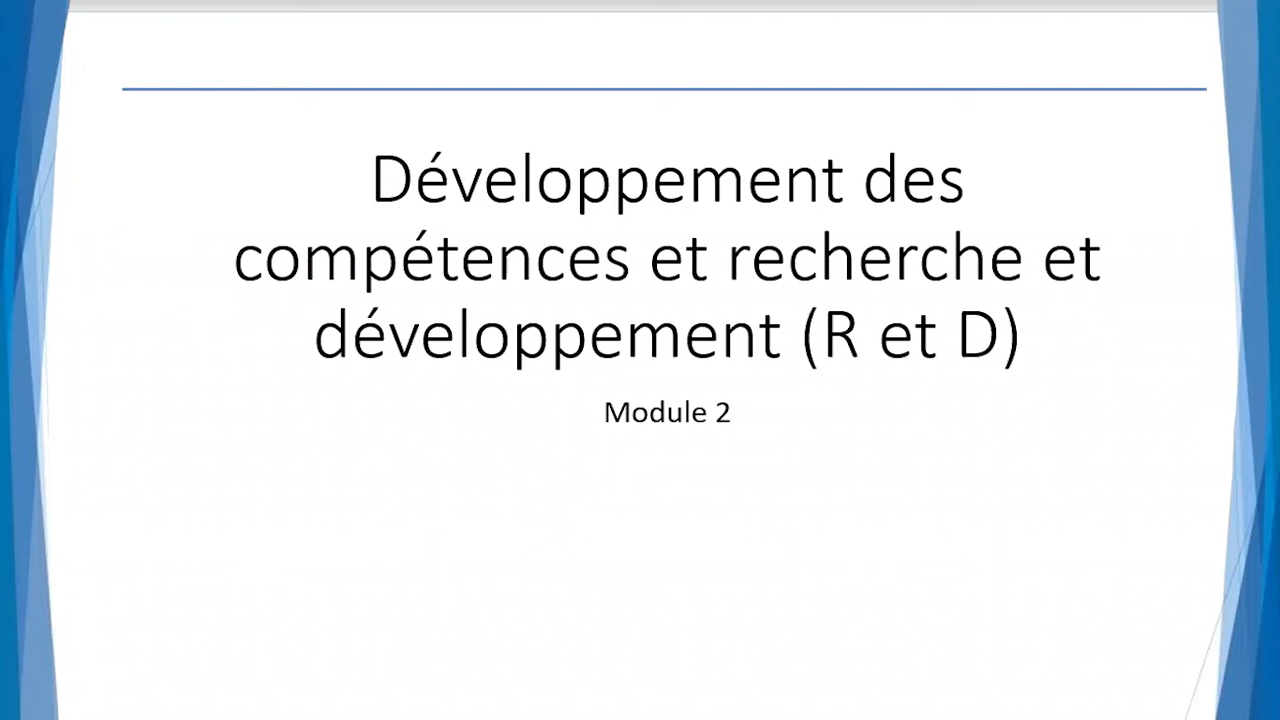 Développement des
compétences et recherche et
développement (R et D)
Module 2